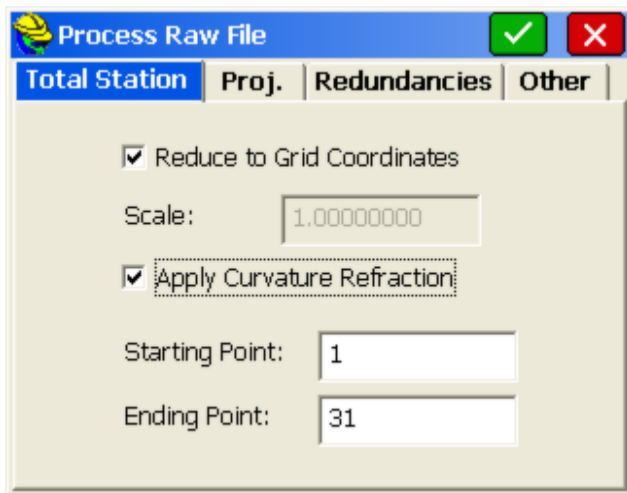 Process Raw File
Total Station Proj. Redundancies Other
Reduce to Grid Coordinates
Scale: 1.00000000
Apply Curvature Refraction
Starting Point: 1
Ending Point: 31